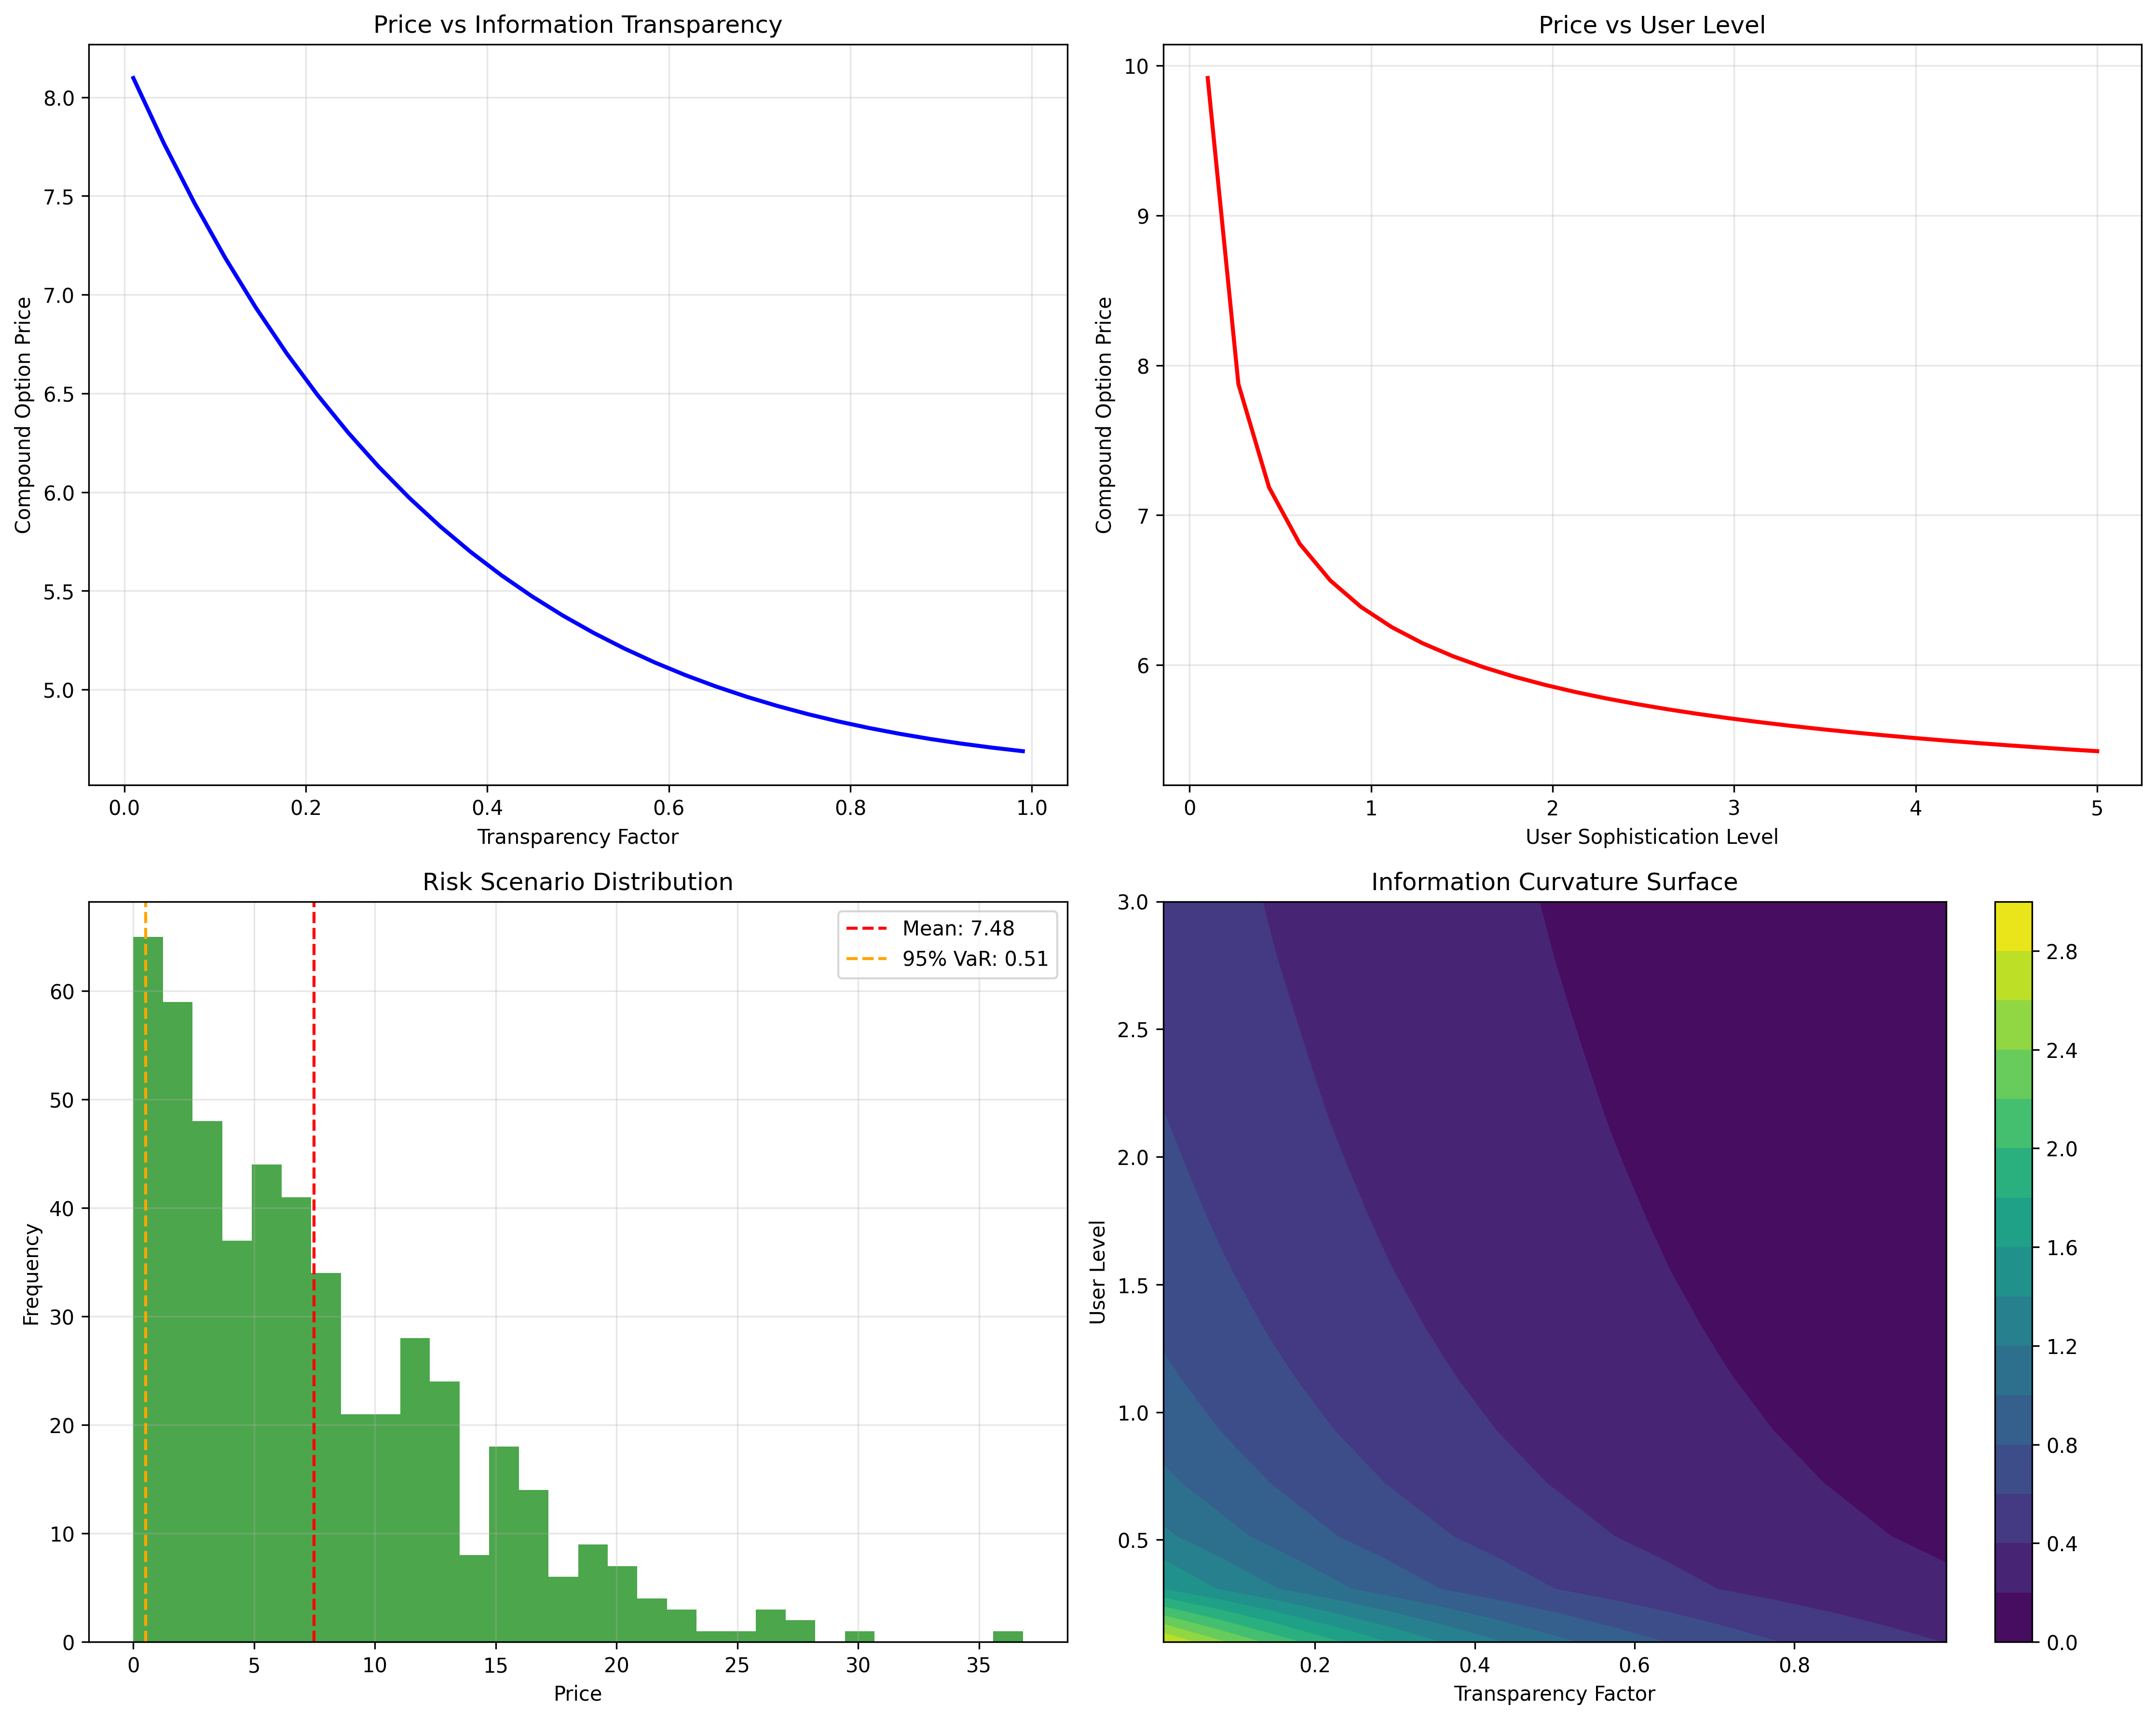 Price vs Information Transparency
Compound Option Price
8.0
7.5
7.0
6.5
6.0
5.5
5.0
0.0 0.2 0.4 0.6 0.8 1.0
Transparency Factor
Price vs User Level
Compound Option Price
10
9
8
7
6
0 1 2 3 4 5
User Sophistication Level
Risk Scenario Distribution
Mean: 7.48
95% VaR: 0.51
Frequency
60
50
40
30
20
10
0
0 5 10 15 20 25 30 35
Price
Information Curvature Surface
User Level
3.0
2.5
2.0
1.5
1.0
0.5
0.2 0.4 0.6 0.8
Transparency Factor
2.8
2.4
2.0
1.6
1.2
0.8
0.4
0.0